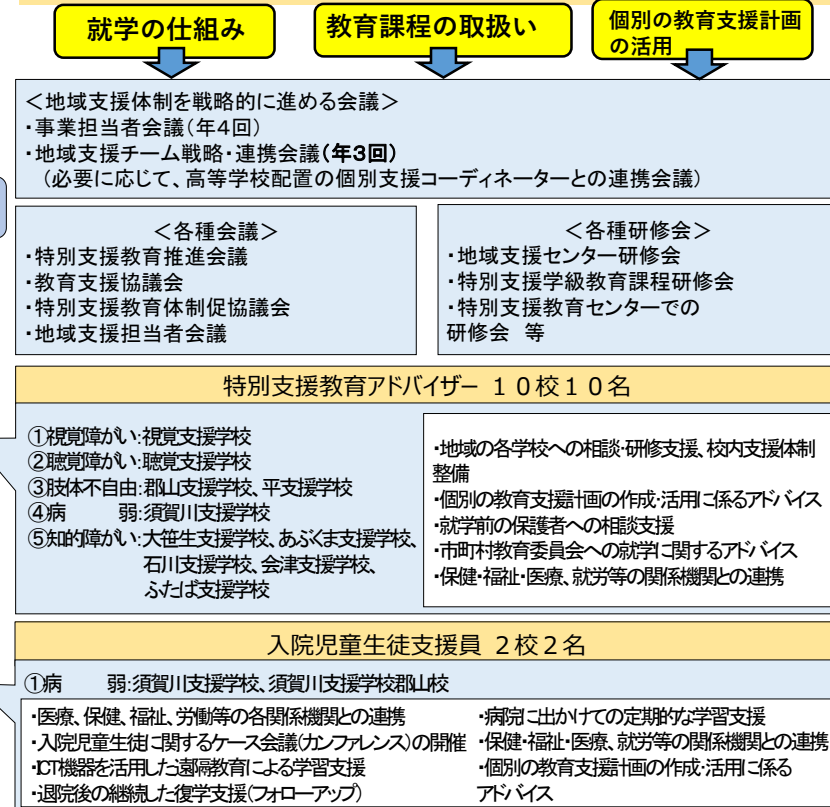 就学の仕組み
教育課程の取扱い
個別の教育支援計画
の活用
＜地域支援体制を戦略的に進める会議＞
・事業担当者会議（年４回）
・地域支援チーム戦略・連携会議（年３回）
（必要に応じて、高等学校配置の個別支援コーディネーターとの連携会議）
＜各種会議＞
・特別支援教育推進会議
・教育支援協議会
・特別支援教育体制促協議会
・地域支援担当者会議
＜各種研修会＞
・地域支援センター研修会
・特別支援学級教育課程研修会
・特別支援教育センターでの
研修会　等
特別支援教育アドバイザー　１０校１０名
①視覚障がい:視覚支援学校
②聴覚障がい:聴覚支援学校
③肢体不自由:郡山支援学校、平支援学校
④病　　弱:須賀川支援学校
⑤知的障がい:大笹生支援学校、あぶくま支援学校、
石川支援学校、会津支援学校、
ふたば支援学校
・地域の各学校への相談・研修支援、校内支援体制
整備
・個別の教育支援計画の作成・活用に係るアドバイス
・就学前の保護者への相談支援
・市町村教育委員会への就学に関するアドバイス
・保健・福祉・医療、就労等の関係機関との連携
入院児童生徒支援員　２校２名
①病　　弱:須賀川支援学校、須賀川支援学校郡山校
・医療、保健、福祉、労働等の各関係機関との連携
・入院児童生徒に関するケース会議(カンファレンス)の開催
・ICT機器を活用した遠隔教育による学習支援
・退院後の継続した復学支援(フォローアップ)
・病院に出かけての定期的な学習支援
・保健・福祉・医療、就労等の関係機関との連携
・個別の教育支援計画の作成・活用に係る
アドバイス